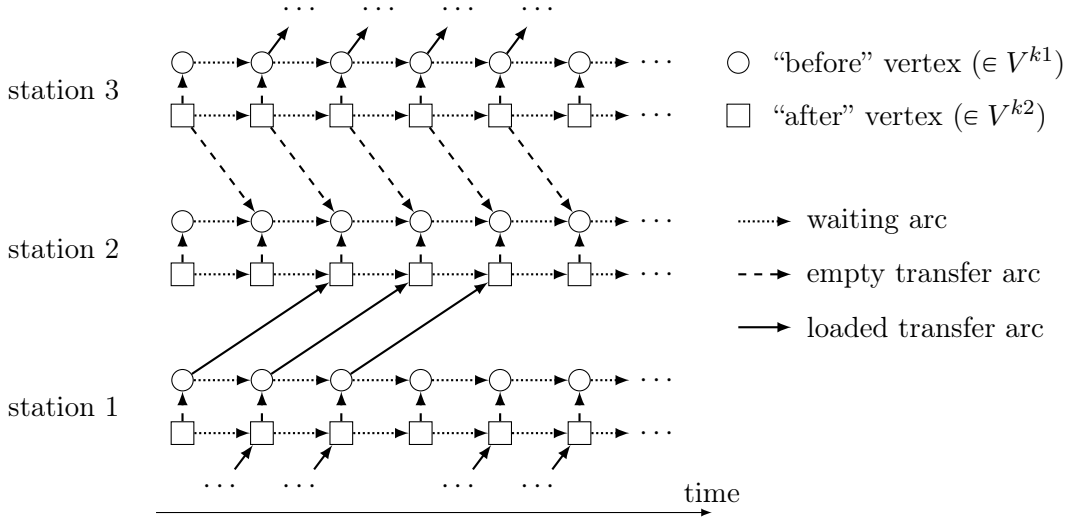 · · · · · · · · · · · ·
· · ·
station 3
· · ·
“before” vertex (∈ V^{k1})
“after” vertex (∈ V^{k2})
· · ·
station 2
· · ·
waiting arc
empty transfer arc
loaded transfer arc
· · ·
station 1
· · ·
· · · · · · · · · · · ·
time